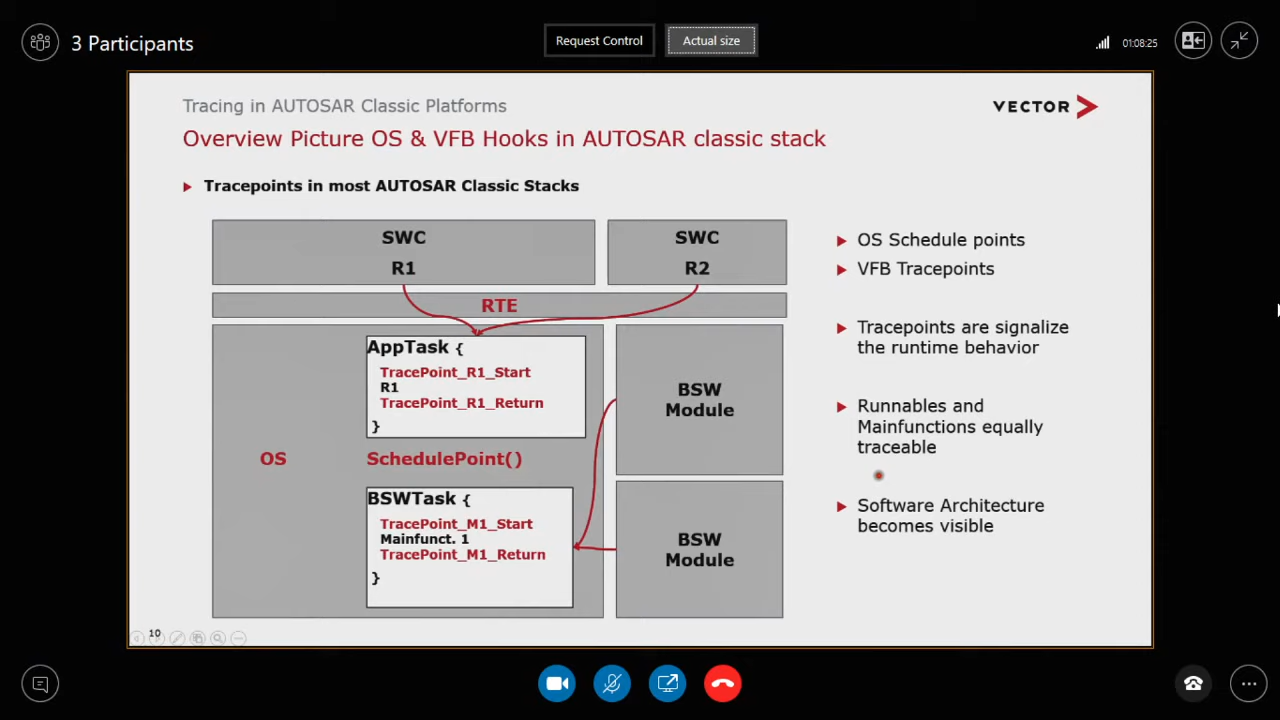 3 Participants
Request Control
Actual size
01:08:25
Tracing in AUTOSAR Classic Platforms
VECTOR
Overview Picture OS & VFB Hooks in AUTOSAR classic stack
Tracepoints in most AUTOSAR Classic Stacks
SWC
R1
SWC
R2
RTE
OS
AppTask {
TracePoint_R1_Start
R1
TracePoint_R1_Return
}
SchedulePoint()
BSWTask {
TracePoint_M1_Start
Mainfunct. 1
TracePoint_M1_Return
}
BSW
Module
BSW
Module
OS Schedule points
VFB Tracepoints
Tracepoints are signalize
the runtime behavior
Runnables and
Mainfunctions equally
traceable
Software Architecture
becomes visible
10